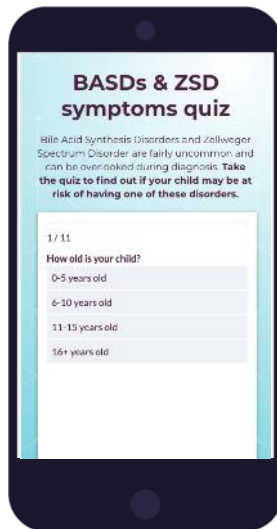 BASDs & ZSD
symptoms quiz
Bile Acid Synthesis Disorders and Zellweger
Spectrum Disorder are fairly uncommon and
can be overlooked during diagnosis. Take
the quiz to find out if your child may be at
risk of having one of these disorders.
1 / 11
How old is your child?
0-5 years old
6-10 years old
11-15 years old
16+ years old